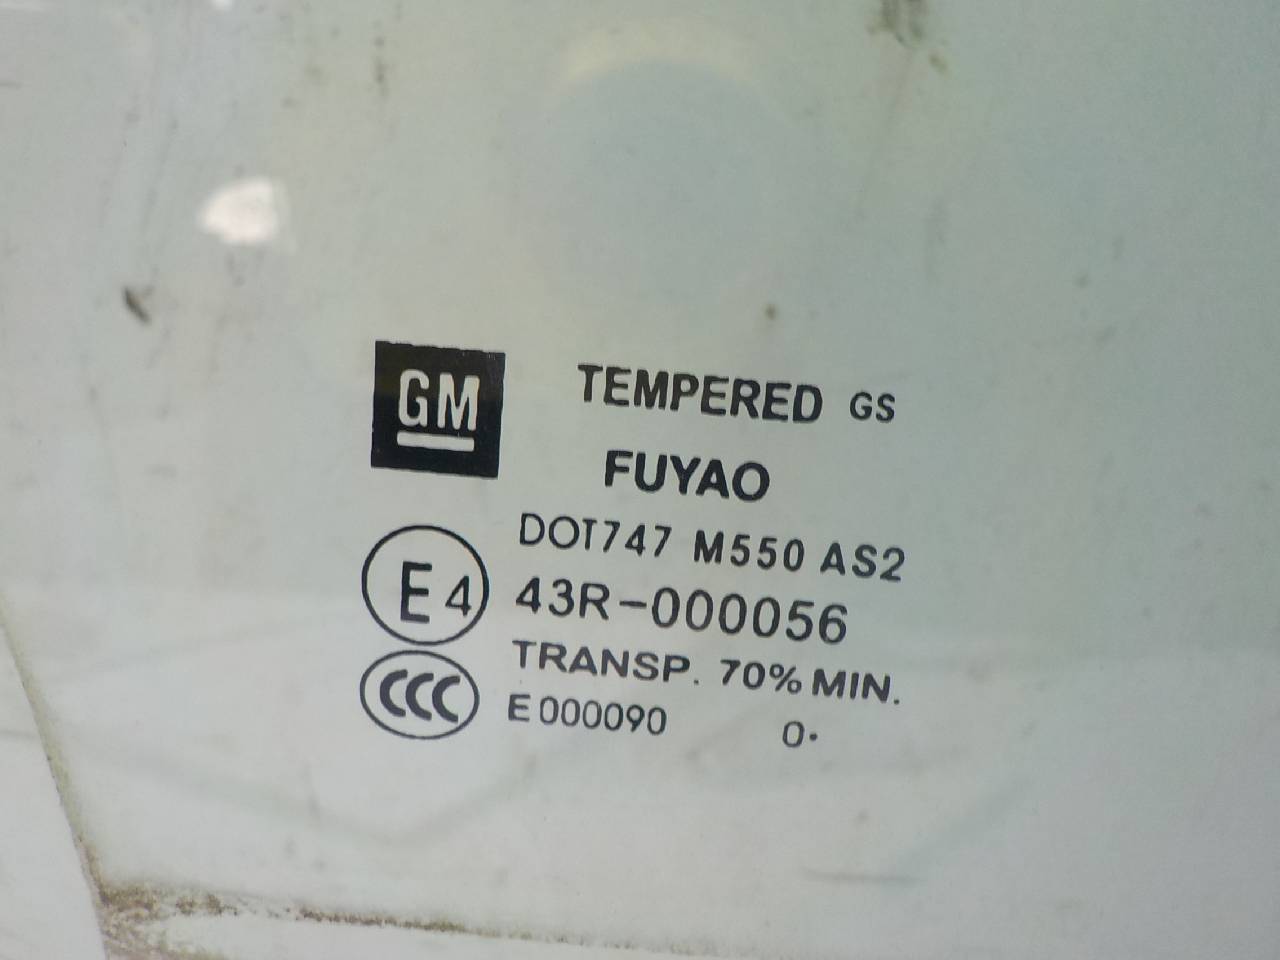 GM
TEMPERED GS
FUYAO
DOT747 M550 AS2
E4 43R-000056
TRANSP. 70% MIN.
CCC E000090 0.